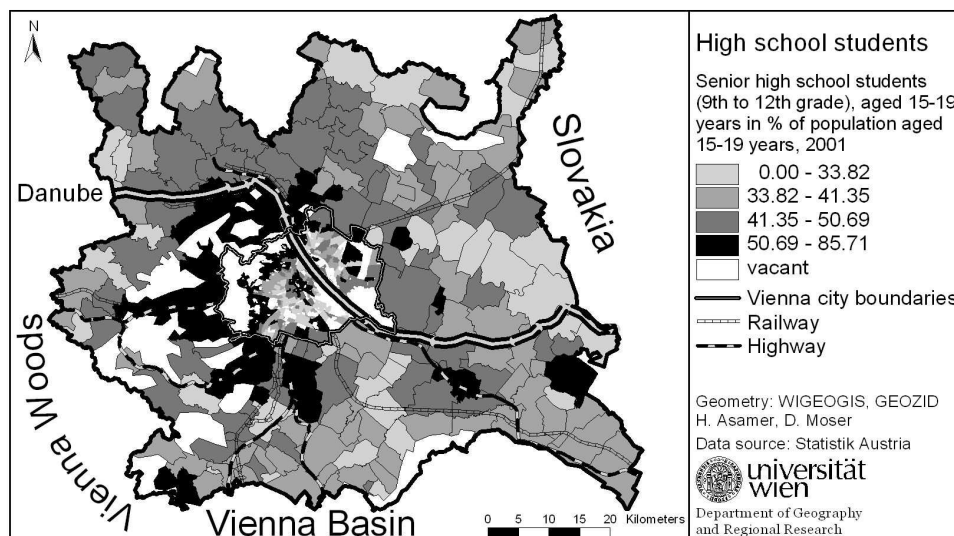 N
Danube
Slovakia
Vienna Woods
Vienna Basin
0 5 10 15 20 Kilometers
High school students
Senior high school students
(9th to 12th grade), aged 15-19
years in % of population aged
15-19 years, 2001
0.00 - 33.82
33.82 - 41.35
41.35 - 50.69
50.69 - 85.71
vacant
Vienna city boundaries
Railway
Highway
Geometry: WIGEOGIS, GEOZID
H. Asamer, D. Moser
Data source: Statistik Austria
universität
wien
Department of Geography
and Regional Research